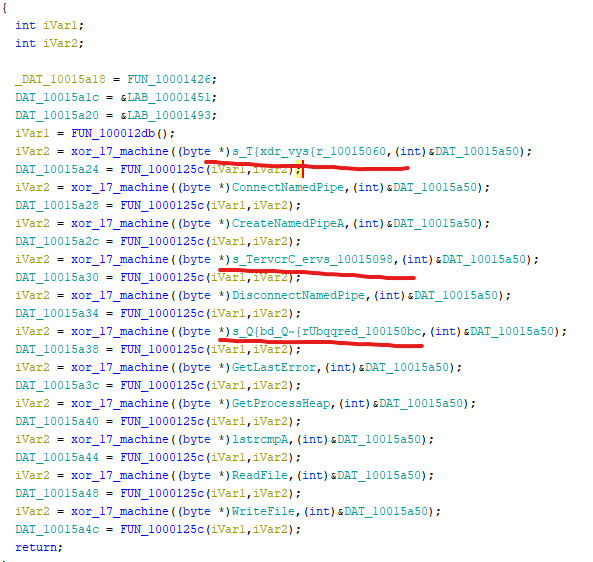 {
int iVar1;
int iVar2;
_DAT_10015a18 = FUN_10001426;
DAT_10015a1c = &LAB_10001451;
DAT_10015a20 = &LAB_10001493;
iVar1 = FUN_100012db();
iVar2 = xor_17_machine((byte *)s_T{xdr_vys{r_10015060,(int)&DAT_10015a50);
DAT_10015a24 = FUN_1000125c(iVar1,iVar2);
iVar2 = xor_17_machine((byte *)ConnectNamedPipe,(int)&DAT_10015a50);
DAT_10015a28 = FUN_1000125c(iVar1,iVar2);
iVar2 = xor_17_machine((byte *)CreateNamedPipeA,(int)&DAT_10015a50);
DAT_10015a2c = FUN_1000125c(iVar1,iVar2);
iVar2 = xor_17_machine((byte *)s_TervcrC_ervs_10015098,(int)&DAT_10015a50);
DAT_10015a30 = FUN_1000125c(iVar1,iVar2);
iVar2 = xor_17_machine((byte *)DisconnectNamedPipe,(int)&DAT_10015a50);
DAT_10015a34 = FUN_1000125c(iVar1,iVar2);
iVar2 = xor_17_machine((byte *)s_Q{bd_Q~{rUbqqred_100150bc,(int)&DAT_10015a50);
DAT_10015a38 = FUN_1000125c(iVar1,iVar2);
iVar2 = xor_17_machine((byte *)GetLastError,(int)&DAT_10015a50);
DAT_10015a3c = FUN_1000125c(iVar1,iVar2);
iVar2 = xor_17_machine((byte *)GetProcessHeap,(int)&DAT_10015a50);
DAT_10015a40 = FUN_1000125c(iVar1,iVar2);
iVar2 = xor_17_machine((byte *)lstrcmpA,(int)&DAT_10015a50);
DAT_10015a44 = FUN_1000125c(iVar1,iVar2);
iVar2 = xor_17_machine((byte *)ReadFile,(int)&DAT_10015a50);
DAT_10015a48 = FUN_1000125c(iVar1,iVar2);
iVar2 = xor_17_machine((byte *)WriteFile,(int)&DAT_10015a50);
DAT_10015a4c = FUN_1000125c(iVar1,iVar2);
return;